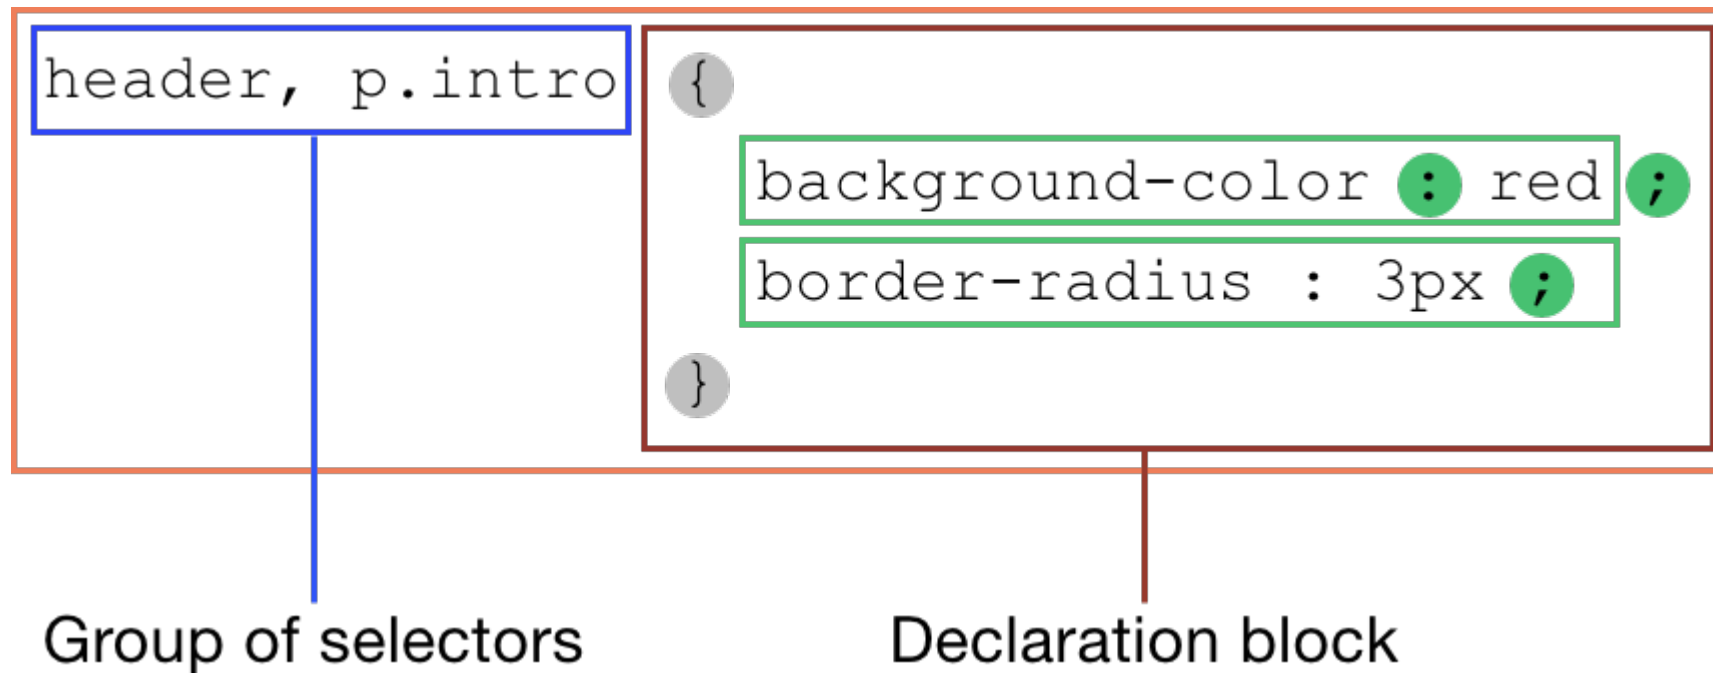 header, p.intro {
background-color : red ;
border-radius : 3px ;
}
Group of selectors Declaration block